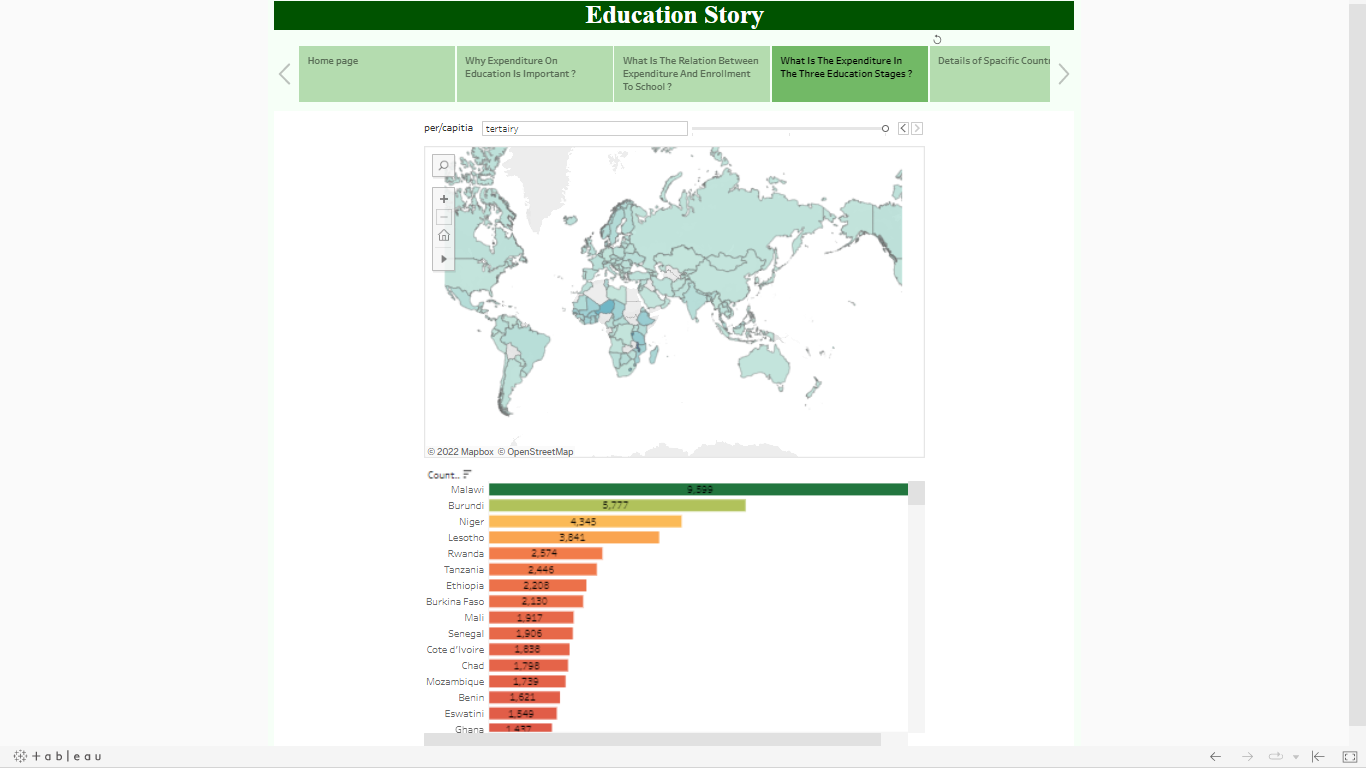 Education Story
Home page
Why Expenditure On
Education Is Important ?
What Is The Relation Between
Expenditure And Enrollment
To School ?
What Is The Expenditure In
The Three Education Stages ?
Details of Spacific Countr
per/capitia
tertairy
© 2022 Mapbox © OpenStreetMap
Count..
Malawi 9,599
Burundi 5,777
Niger 4,345
Lesotho 3,841
Rwanda 2,574
Tanzania 2,446
Ethiopia 2,208
Burkina Faso 2,130
Mali 1,917
Senegal 1,906
Cote d'Ivoire 1,838
Chad 1,798
Mozambique 1,739
Benin 1,621
Eswatini 1,549
Ghana 1,437
+ableau